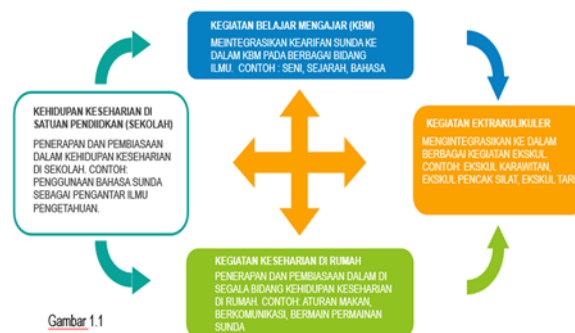 KEGIATAN BELAJAR MENGAJAR (KBM)
MEINTEGRASIKAN KEARIFAN SUNDA KE
DALAM KBM PADA BERBAGAI BIDANG
ILMU. CONTOH : SENI, SEJARAH, BAHASA
KEHIDUPAN KESEHARIAN DI
SATUAN PENDIIDKAN (SEKOLAH)
PENERAPAN DAN PEMBIASAAN
DALAM KEHIDUPAN KESEHARIAN
DI SEKOLAH. CONTOH:
PENGGUNAAN BAHASA SUNDA
SEBAGAI PENGANTAR ILMU
PENGETAHUAN.
KEGIATAN EKTRAKULIKULER
MENGINTEGRASIKAN KE DALAM
BERBAGAI KEGIATAN EKSKUL.
CONTOH: EKSKUL KARAWITAN,
EKSKUL PENCAK SILAT, EKSKUL TARI
KEGIATAN KESEHARIAN DI RUMAH
PENERAPAN DAN PEMBIASAAN DALAM DI
SEGALA BIDANG KEHIDUPAN KESEHARIAN
DI RUMAH. CONTOH: ATURAN MAKAN,
BERKOMUNIKASI, BERMAIN PERMAINAN
SUNDA
Gambar 1.1